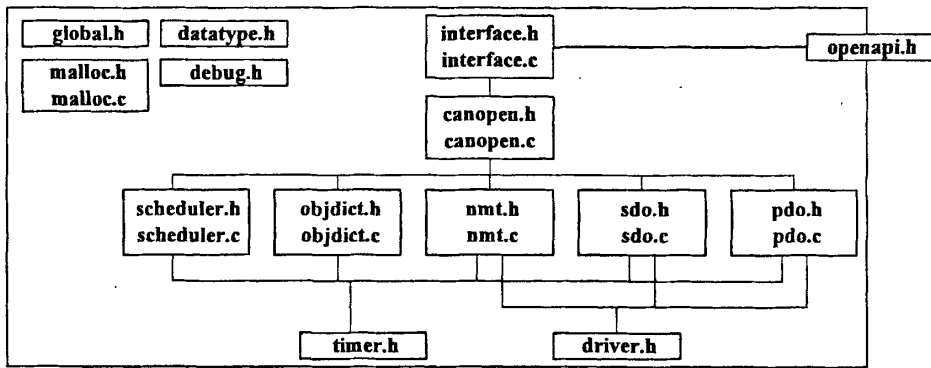 global.h
datatype.h
interface.h
interface.c
openapi.h
malloc.h
malloc.c
debug.h
canopen.h
canopen.c
scheduler.h
scheduler.c
objdict.h
objdict.c
nmt.h
nmt.c
sdo.h
sdo.c
pdo.h
pdo.c
timer.h
driver.h